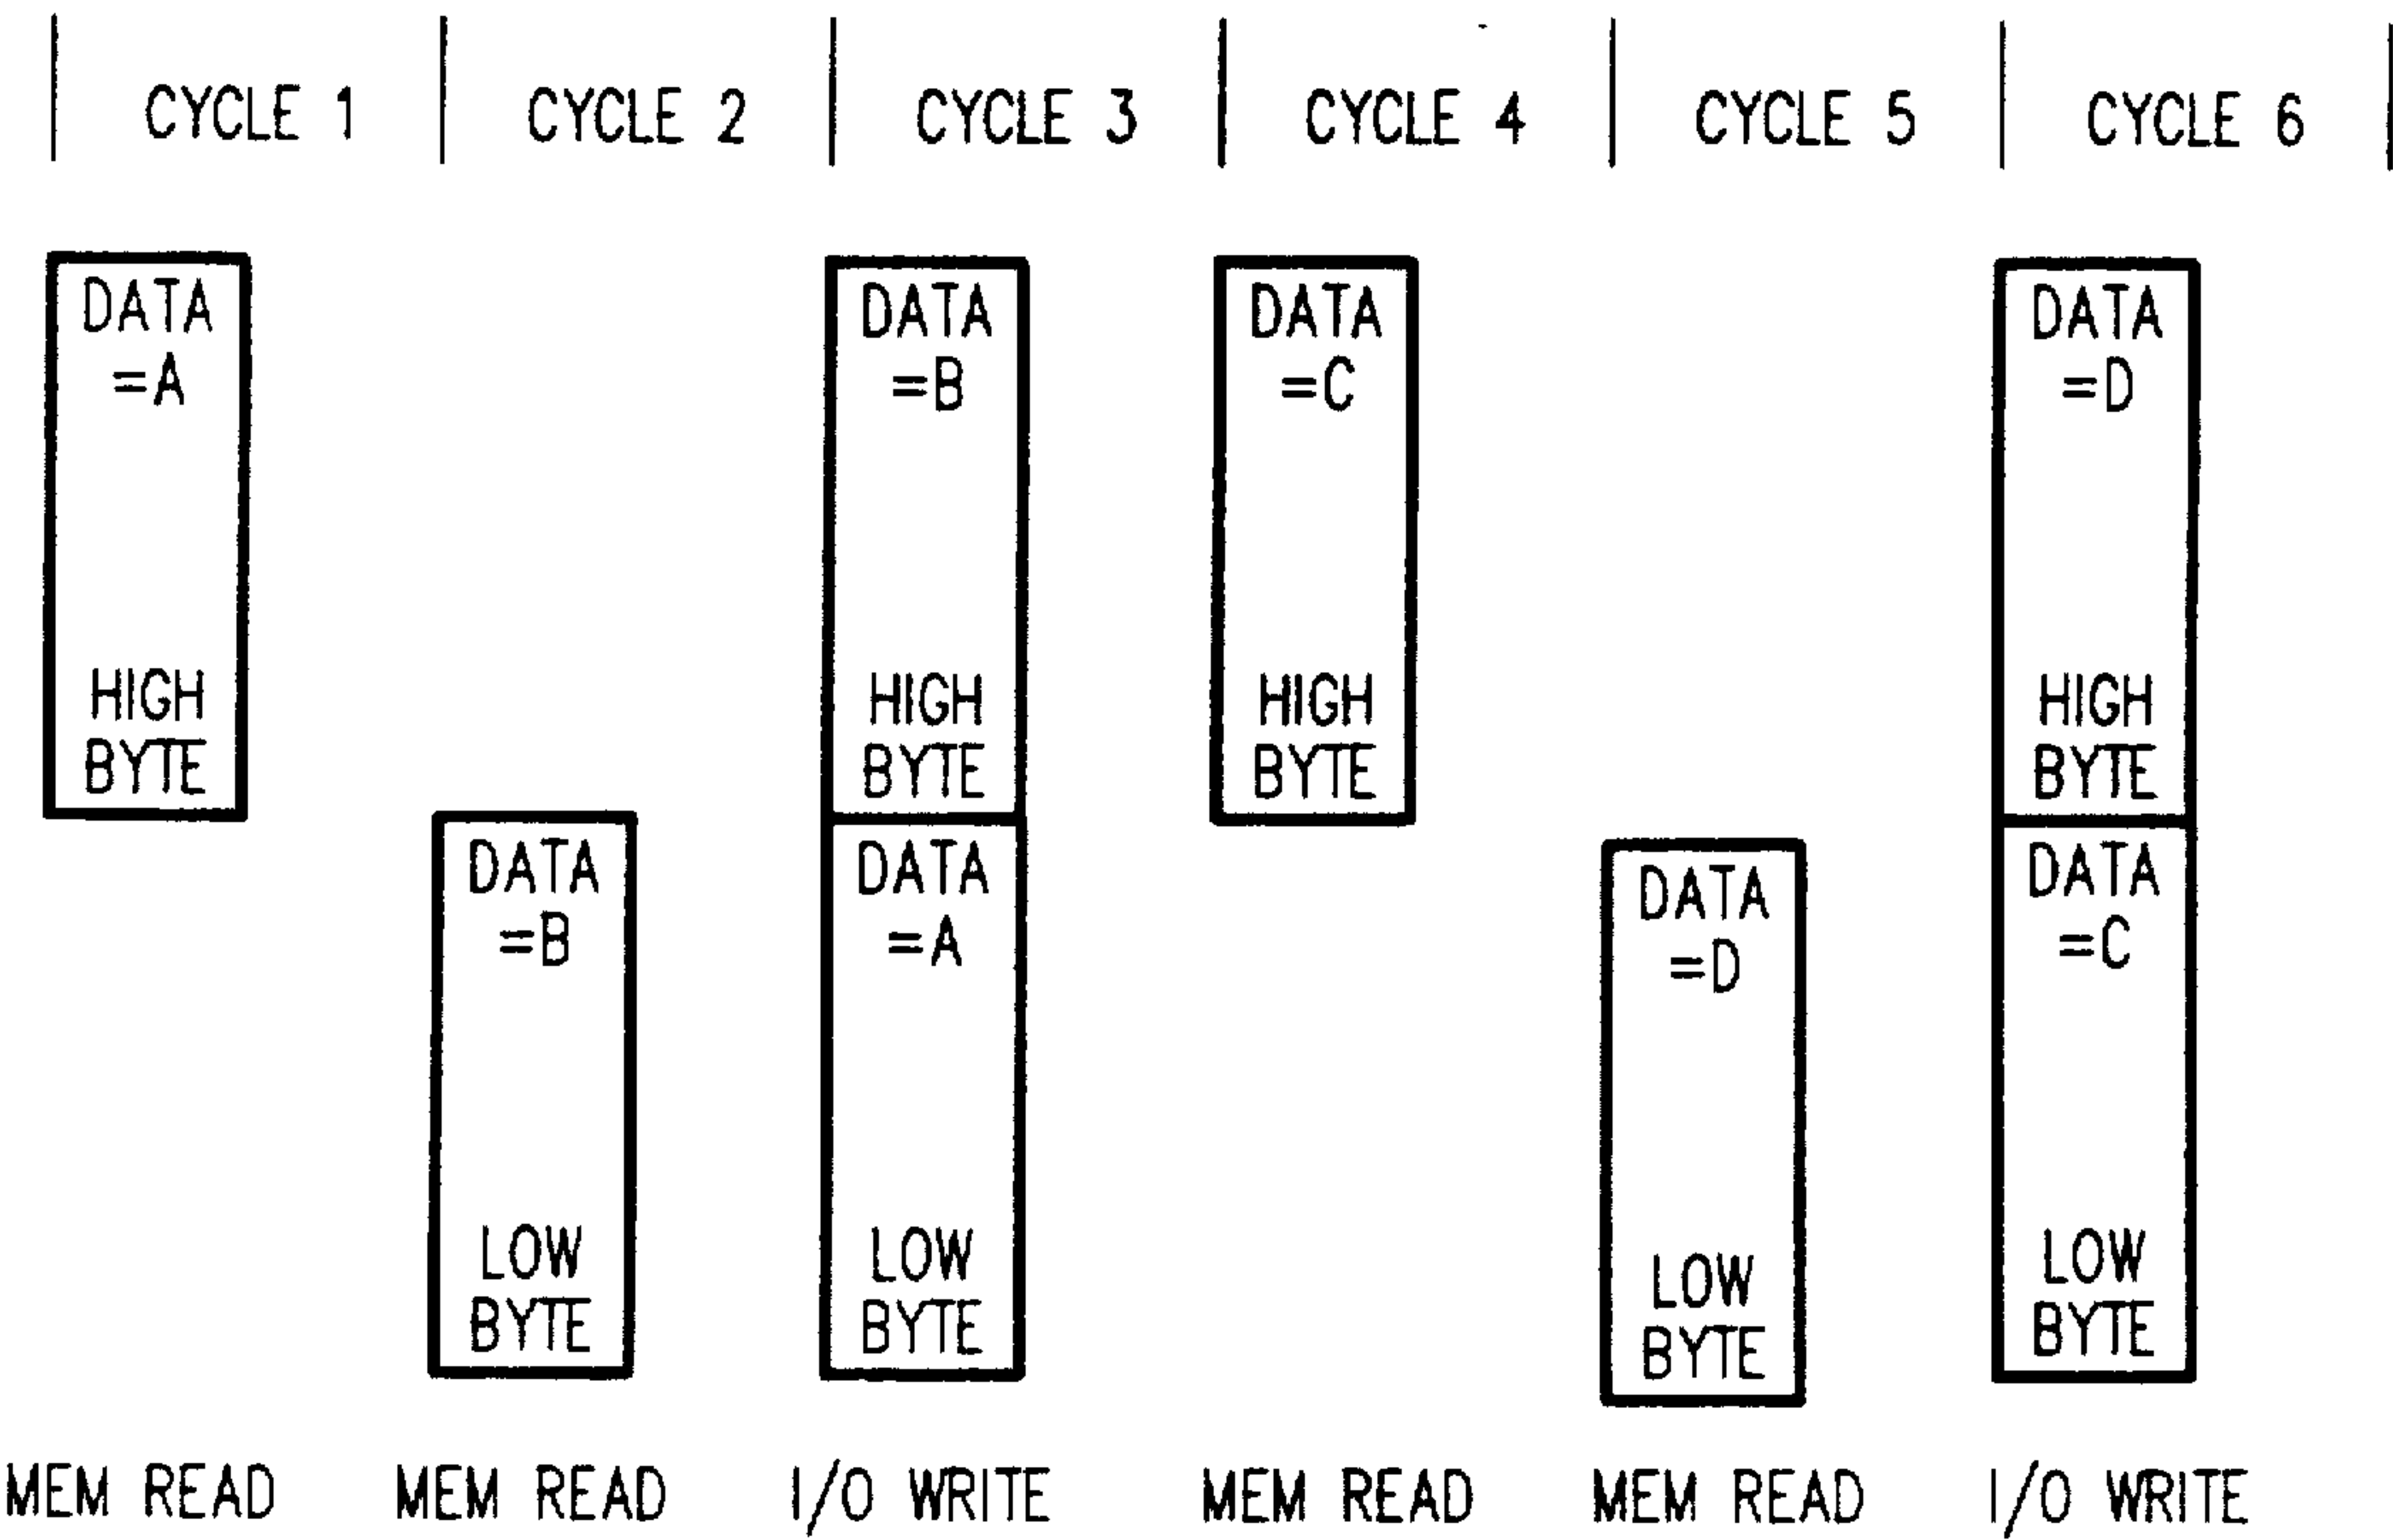 CYCLE 1 CYCLE 2 CYCLE 3 CYCLE 4 CYCLE 5 CYCLE 6
DATA
=A
HIGH
BYTE
DATA
=B
LOW
BYTE
DATA
=B
HIGH
BYTE
DATA
=A
LOW
BYTE
DATA
=C
HIGH
BYTE
DATA
=D
LOW
BYTE
DATA
=D
HIGH
BYTE
DATA
=C
LOW
BYTE
MEM READ MEM READ I/O WRITE MEM READ MEM READ I/O WRITE